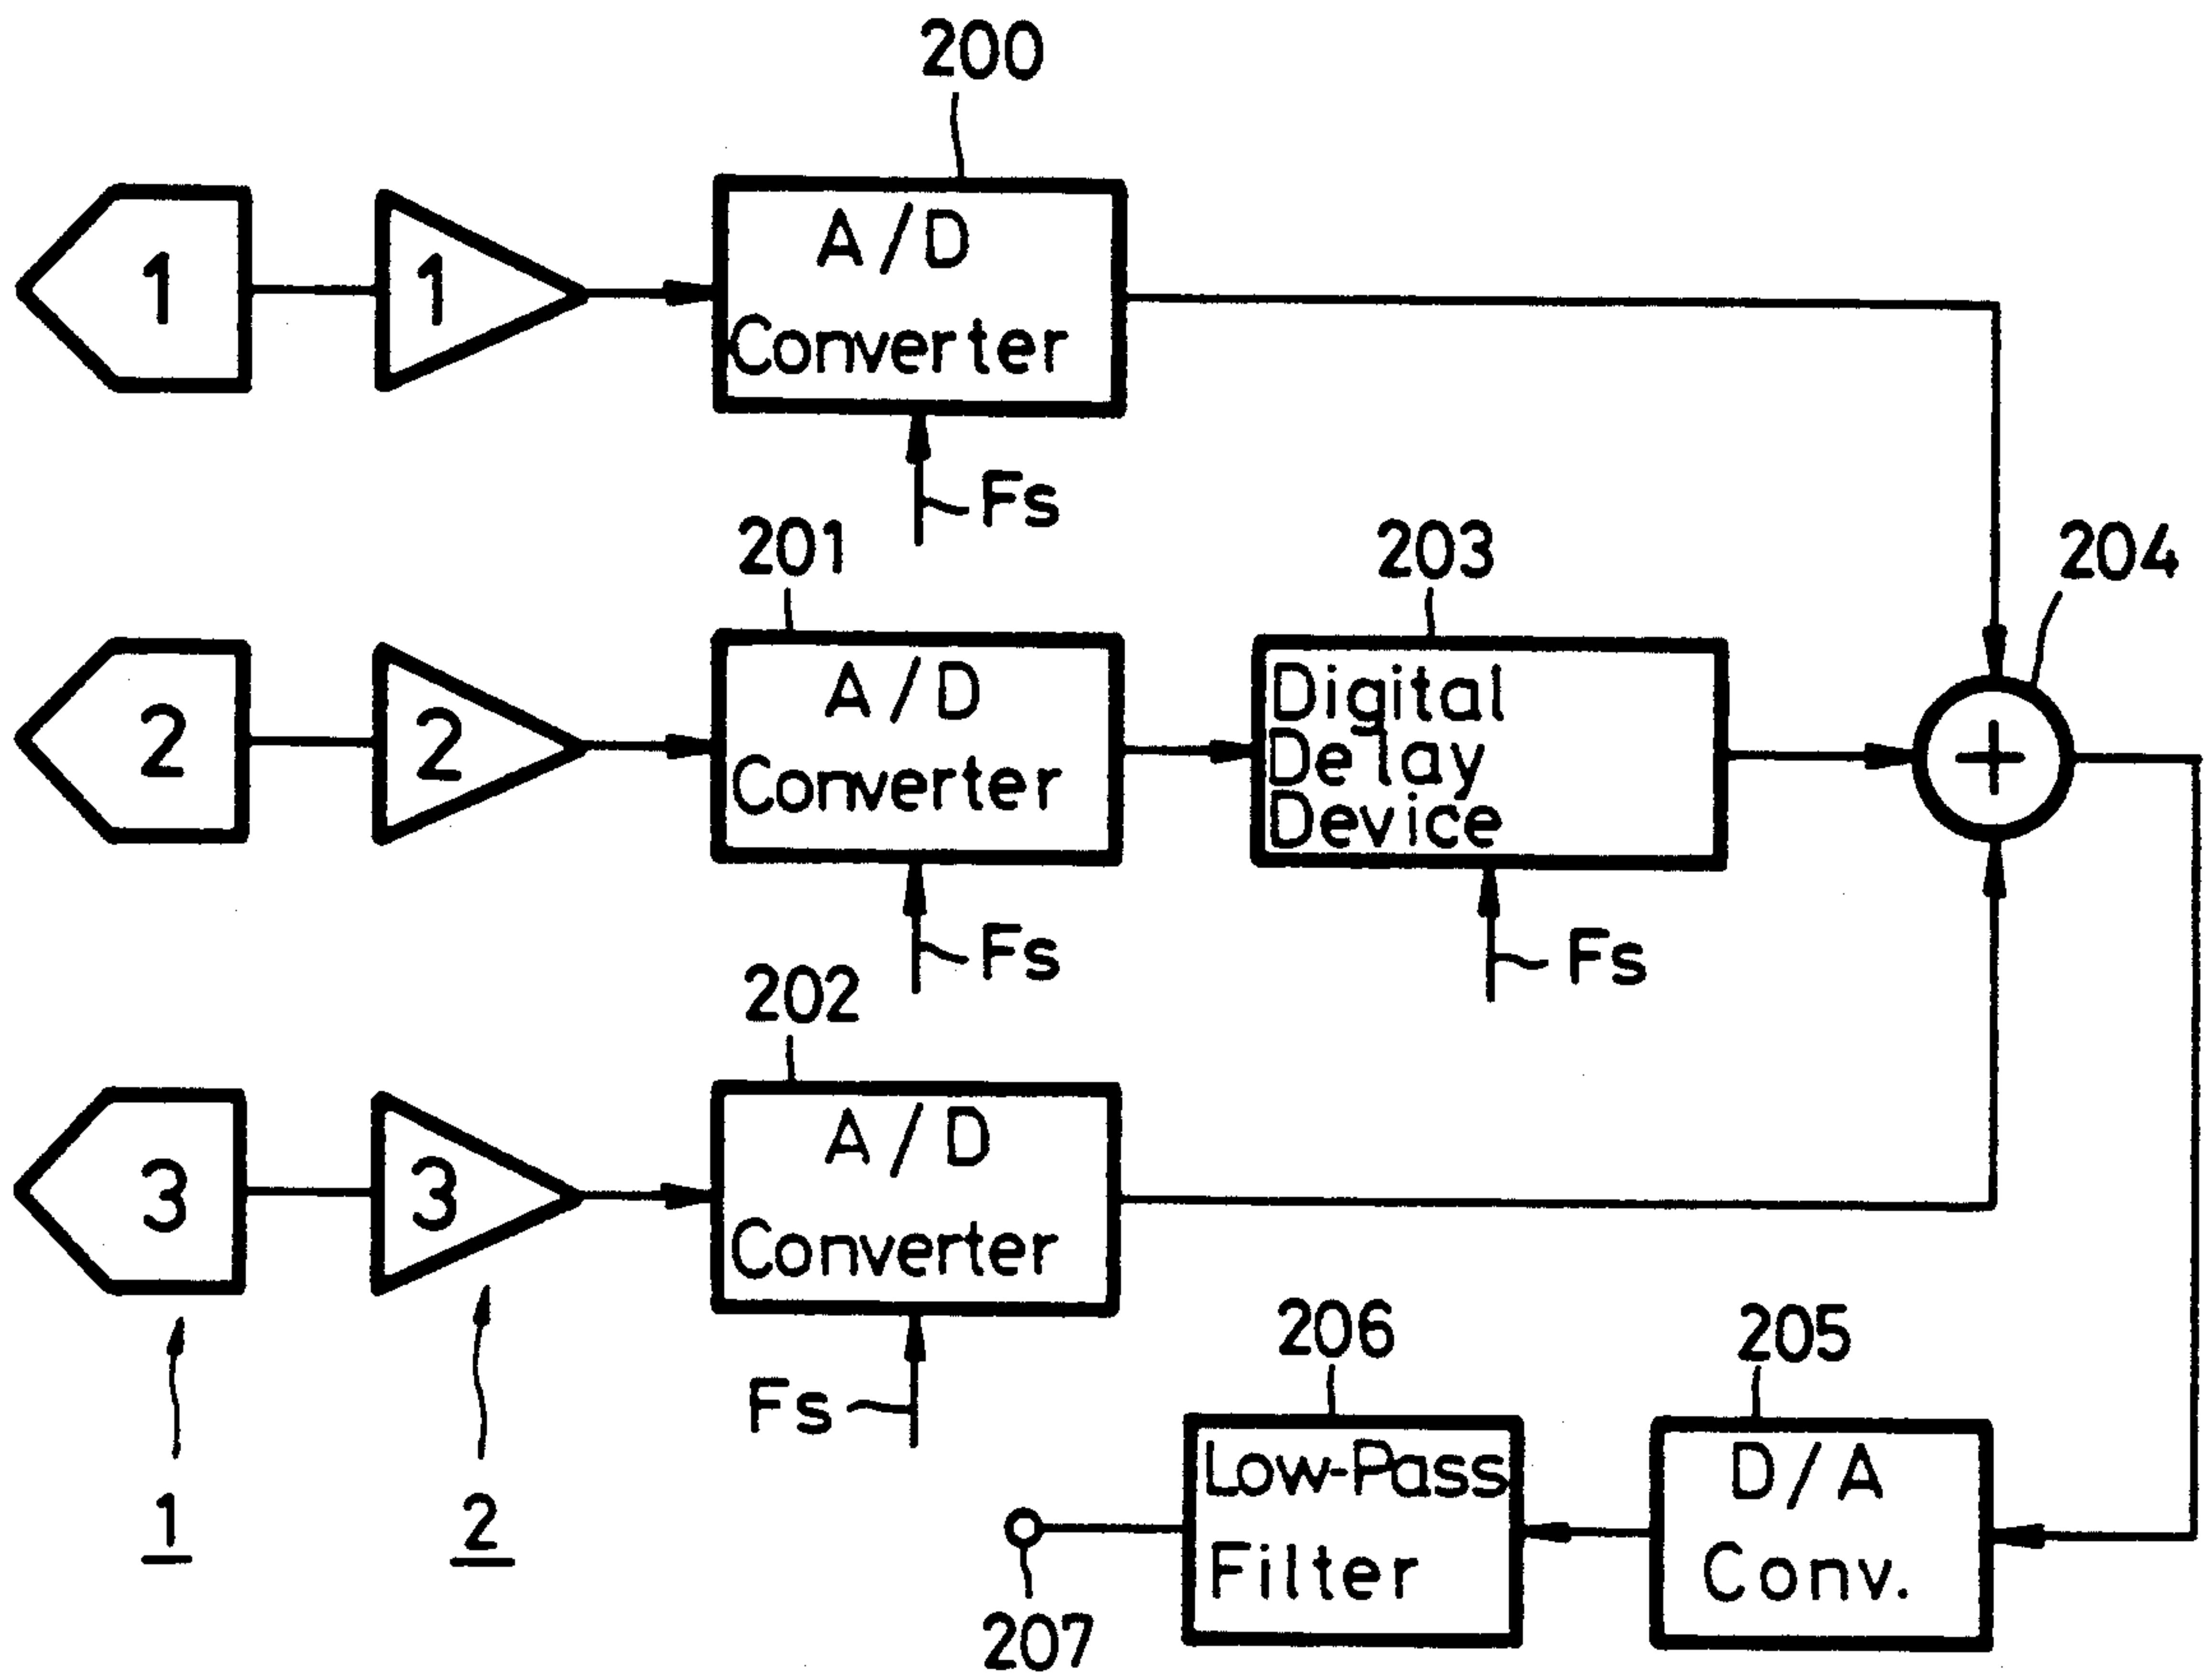 200
1
1
A/D
Converter
Fs
201
203
204
2
2
A/D
Converter
Digital
Delay
Device
+
Fs
Fs
202
3
3
A/D
Converter
Fs
206
205
Low-Pass
Filter
D/A
Conv.
1
2
207